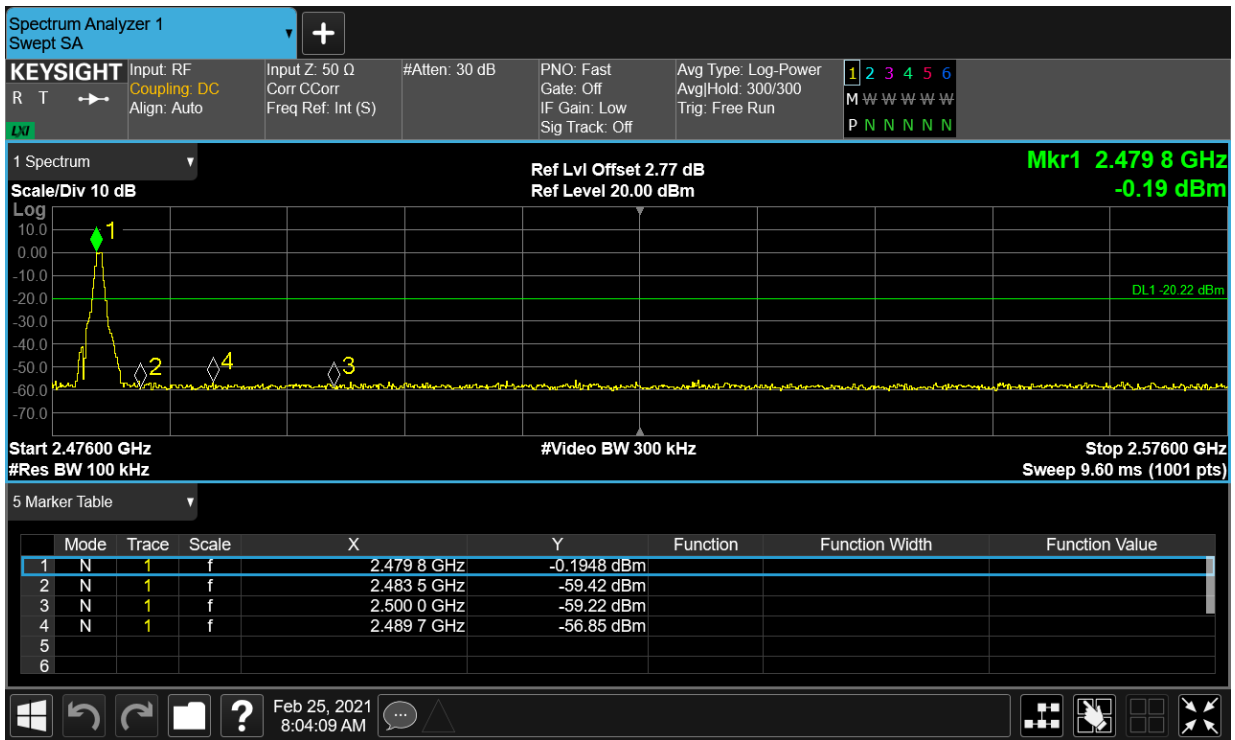 Spectrum Analyzer 1
Swept SA
KEYSIGHT
R T
LXI
Input: RF
Coupling: DC
Align: Auto
Input Z: 50 Ω
Corr CCorr
Freq Ref: Int (S)
#Atten: 30 dB
PNO: Fast
Gate: Off
IF Gain: Low
Sig Track: Off
Avg Type: Log-Power
Avg|Hold: 300/300
Trig: Free Run
1 2 3 4 5 6
M W W W W W
P N N N N N
1 Spectrum
Scale/Div 10 dB
Ref Lvl Offset 2.77 dB
Ref Level 20.00 dBm
Mkr1 2.479 8 GHz
-0.19 dBm
Log
10.0
0.00
-10.0
-20.0
-30.0
-40.0
-50.0
-60.0
-70.0
1
2
4
3
DL1 -20.22 dBm
Start 2.47600 GHz
#Video BW 300 kHz
Stop 2.57600 GHz
#Res BW 100 kHz
Sweep 9.60 ms (1001 pts)
5 Marker Table
Mode Trace Scale X Y Function Function Width Function Value
1 N 1 f 2.479 8 GHz -0.1948 dBm
2 N 1 f 2.483 5 GHz -59.42 dBm
3 N 1 f 2.500 0 GHz -59.22 dBm
4 N 1 f 2.489 7 GHz -56.85 dBm
5
6
Feb 25, 2021
8:04:09 AM